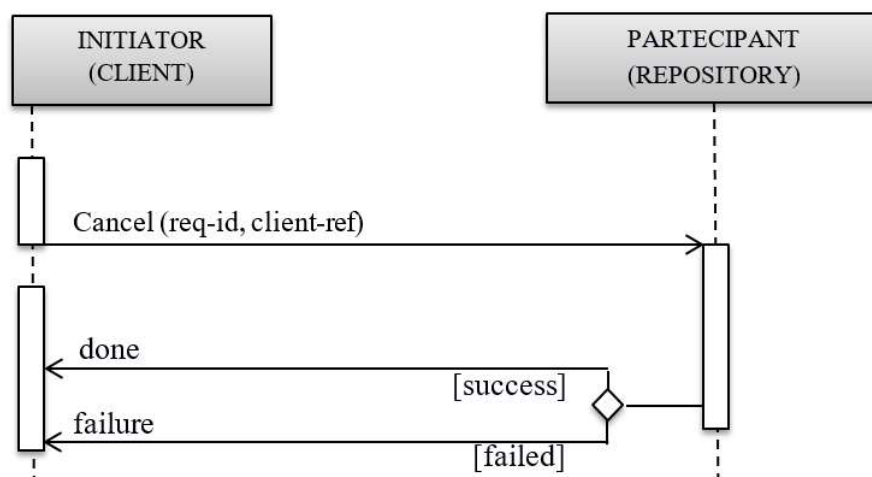 INITIATOR
(CLIENT)
PARTECIPANT
(REPOSITORY)
Cancel (req-id, client-ref)
done
[success]
failure
[failed]